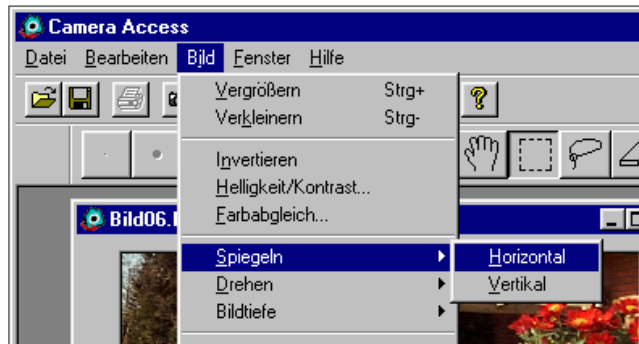 Camera Access
Datei Bearbeiten Bild Fenster Hilfe
Vergrößern Strg+
Verkleinern Strg-
Invertieren
Helligkeit/Kontrast...
Farbabgleich...
Bild06.
Spiegeln
Horizontal
Drehen
Vertikal
Bildtiefe